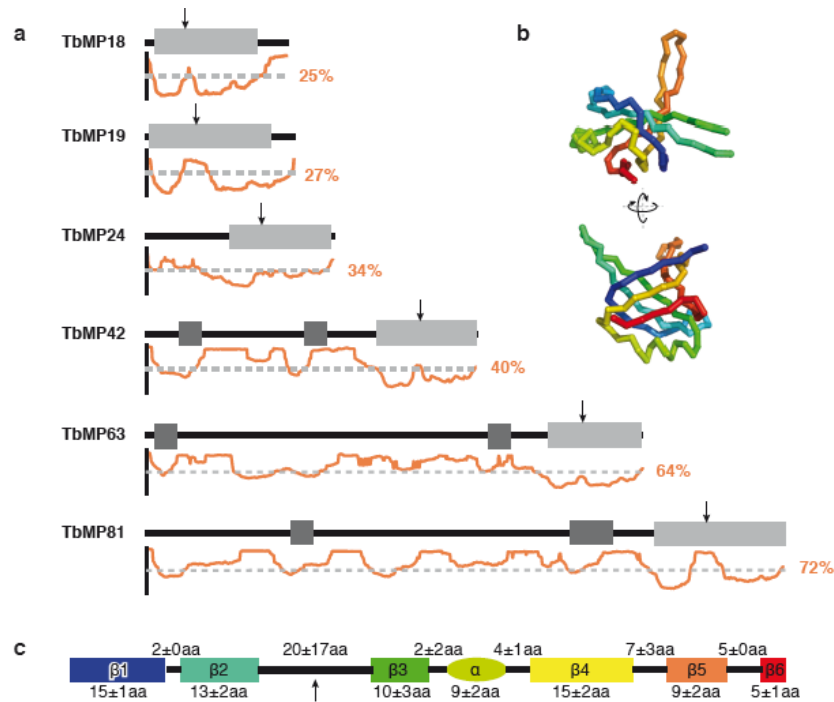 a
b
TbMP18
25%
TbMP19
27%
TbMP24
34%
TbMP42
40%
TbMP63
64%
TbMP81
72%
c
2±0aa 20±17aa 2±2aa 4±1aa 7±3aa 5±0aa
β1 β2 β3 α β4 β5 β6
15±1aa 13±2aa 10±3aa 9±2aa 15±2aa 9±2aa 5±1aa